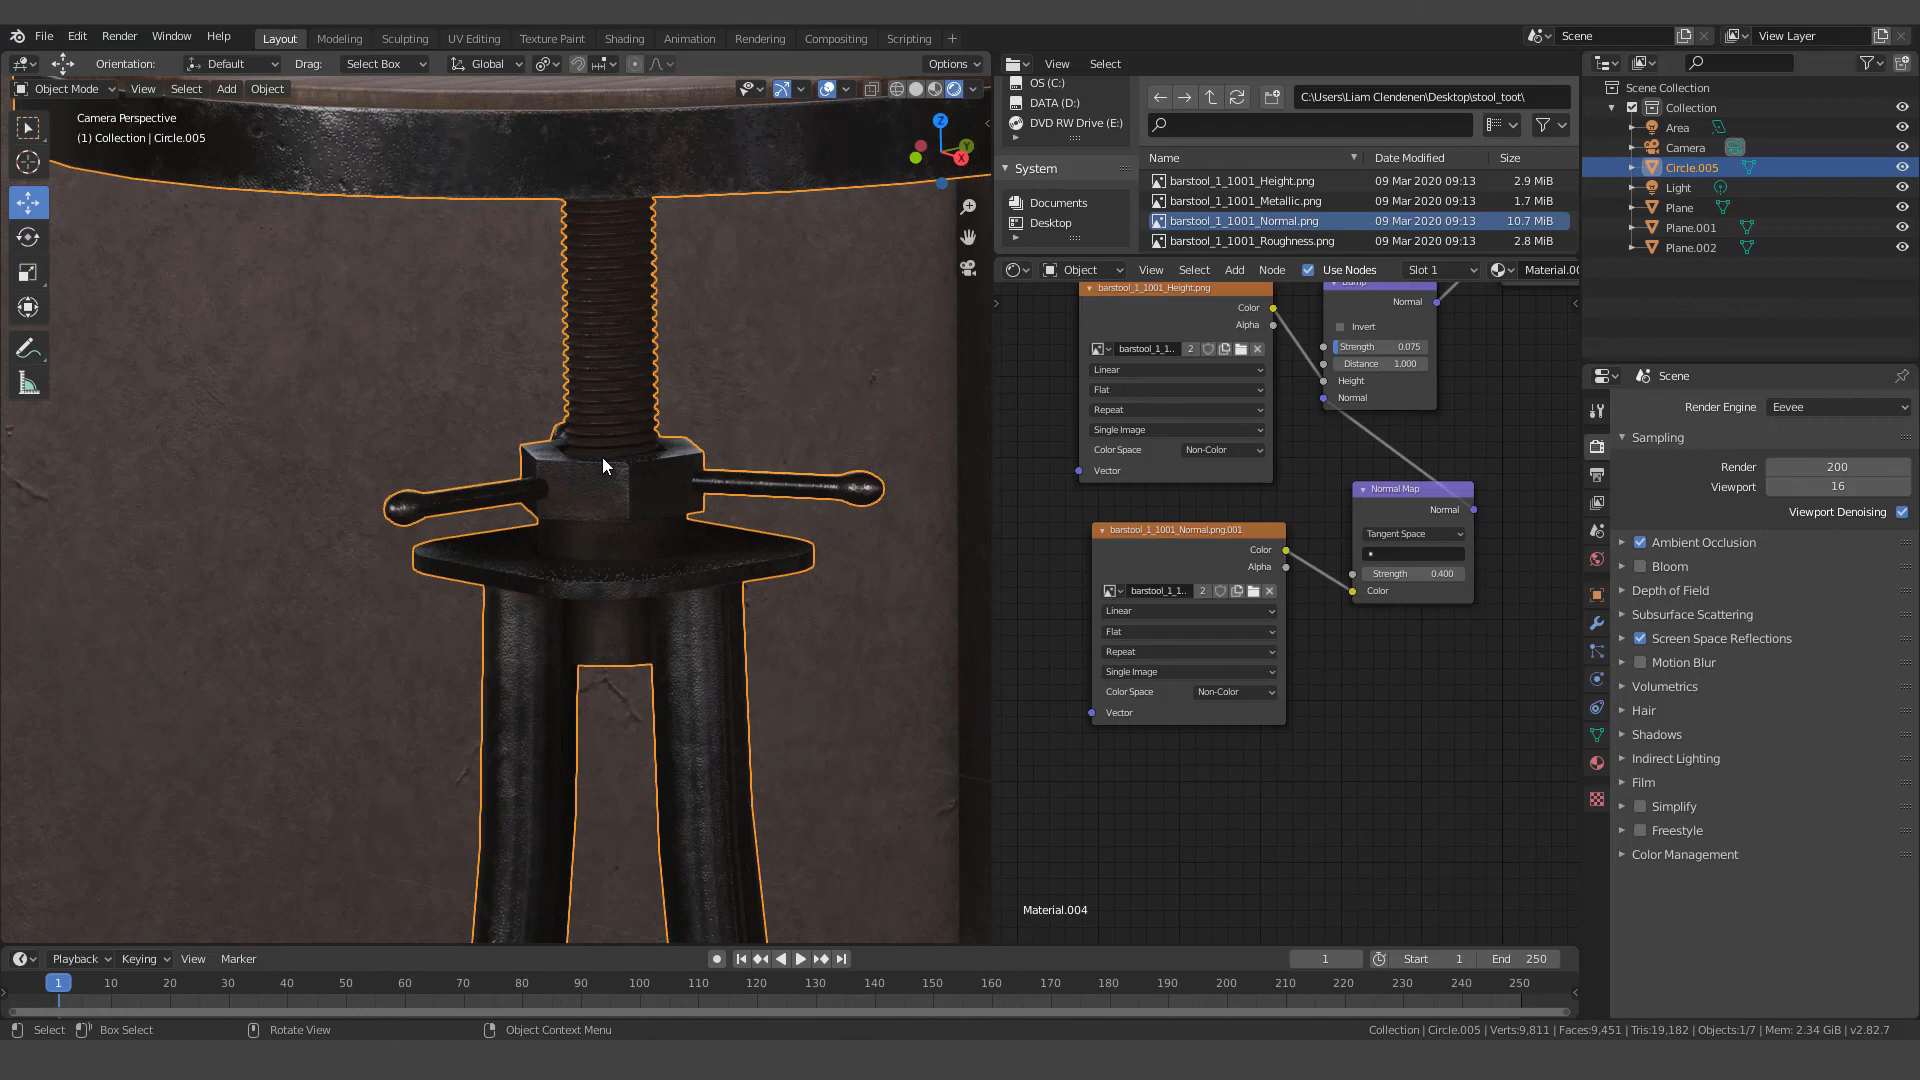 File Edit Render Window Help Layout Modeling Sculpting UV Editing Texture Paint Shading Animation Rendering Compositing Scripting + Scene View Layer
Orientation: Default Drag: Select Box Global Options
Object Mode View Select Add Object
Camera Perspective
(1) Collection | Circle.005
Z
Y
X
View Select
OS (C:)
DATA (D:)
DVD RW Drive (E:)
System
Documents
Desktop
C:\Users\Liam Clendenen\Desktop\stool_toot\
Name Date Modified Size
barstool_1_1001_Height.png 09 Mar 2020 09:13 2.9 MiB
barstool_1_1001_Metallic.png 09 Mar 2020 09:13 1.7 MiB
barstool_1_1001_Normal.png 09 Mar 2020 09:13 10.7 MiB
barstool_1_1001_Roughness.png 09 Mar 2020 09:13 2.8 MiB
Object View Select Add Node Use Nodes Slot 1 Material.00
barstool_1_1001_Height.png
Color
Alpha
barstool_1_1.. 2
Linear
Flat
Repeat
Single Image
Color Space Non-Color
Vector
Bump
Normal
Invert
Strength 0.075
Distance 1.000
Height
Normal
Normal Map
Normal
Tangent Space
Strength 0.400
Color
barstool_1_1001_Normal.png.001
Color
Alpha
barstool_1_1.. 2
Linear
Flat
Repeat
Single Image
Color Space Non-Color
Vector
Material.004
Scene Collection
Collection
Area
Camera
Circle.005
Light
Plane
Plane.001
Plane.002
Scene
Render Engine Eevee
Sampling
Render 200
Viewport 16
Viewport Denoising
Ambient Occlusion
Bloom
Depth of Field
Subsurface Scattering
Screen Space Reflections
Motion Blur
Volumetrics
Hair
Shadows
Indirect Lighting
Film
Simplify
Freestyle
Color Management
Playback Keying View Marker 1 Start 1 End 250
1 10 20 30 40 50 60 70 80 90 100 110 120 130 140 150 160 170 180 190 200 210 220 230 240 250
Select Box Select Rotate View Object Context Menu Collection | Circle.005 | Verts:9,811 | Faces:9,451 | Tris:19,182 | Objects:1/7 | Mem: 2.34 GiB | v2.82.7